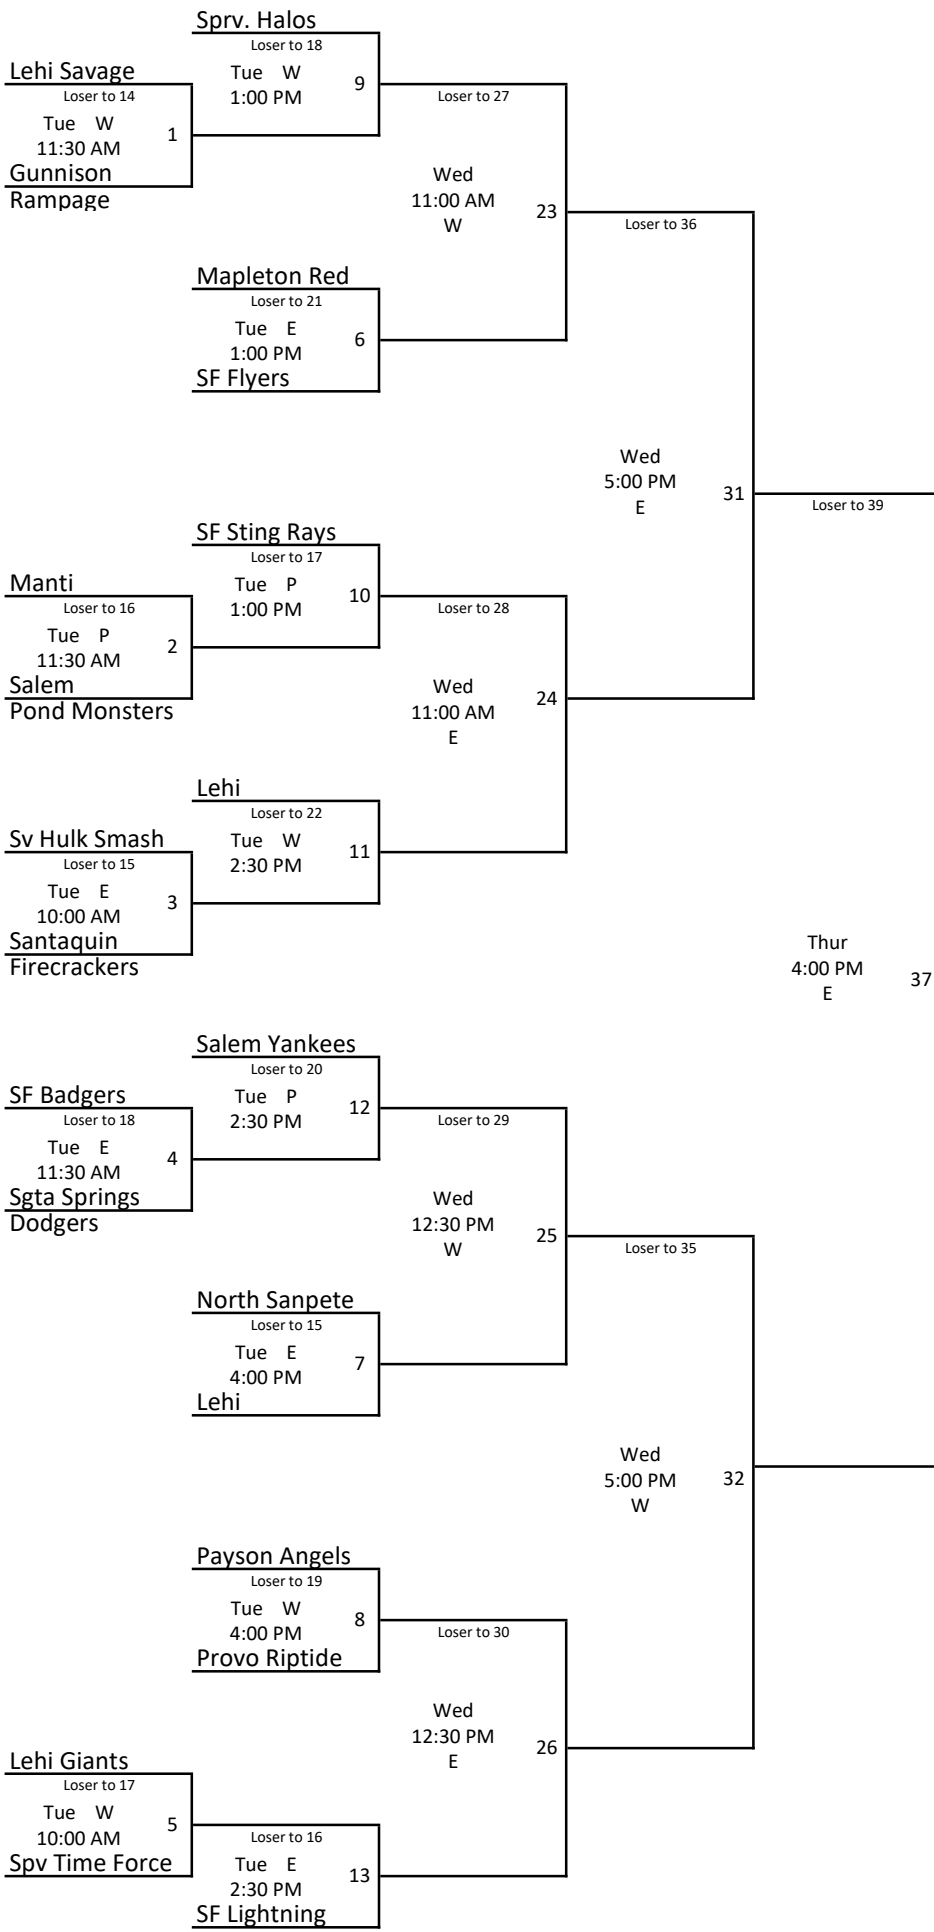 Sprv. Halos
Loser to 18
Lehi Savage
Tue W
9
1:00 PM
Loser to 14
Loser to 27
Tue W
1
11:30 AM
Gunnison
Rampage
Wed
11:00 AM
23
W
Loser to 36
Mapleton Red
Loser to 21
Tue E
6
1:00 PM
SF Flyers
Wed
5:00 PM
31
E
Loser to 39
SF Sting Rays
Loser to 17
Manti
Tue P
10
1:00 PM
Loser to 16
Loser to 28
Tue P
2
11:30 AM
Salem
Pond Monsters
Wed
11:00 AM
24
E
Lehi
Loser to 22
Sv Hulk Smash
Tue W
11
2:30 PM
Loser to 15
Tue E
3
10:00 AM
Santaquin
Firecrackers
Thur
4:00 PM
37
E
Salem Yankees
Loser to 20
SF Badgers
Tue P
12
2:30 PM
Loser to 18
Loser to 29
Tue E
4
11:30 AM
Sgta Springs
Dodgers
Wed
12:30 PM
25
W
Loser to 35
North Sanpete
Loser to 15
Tue E
7
4:00 PM
Lehi
Wed
5:00 PM
32
W
Payson Angels
Loser to 19
Tue W
8
4:00 PM
Loser to 30
Provo Riptide
Wed
12:30 PM
26
E
Lehi Giants
Loser to 17
Tue W
5
10:00 AM
Spv Time Force
Loser to 16
Tue E
13
2:30 PM
SF Lightning